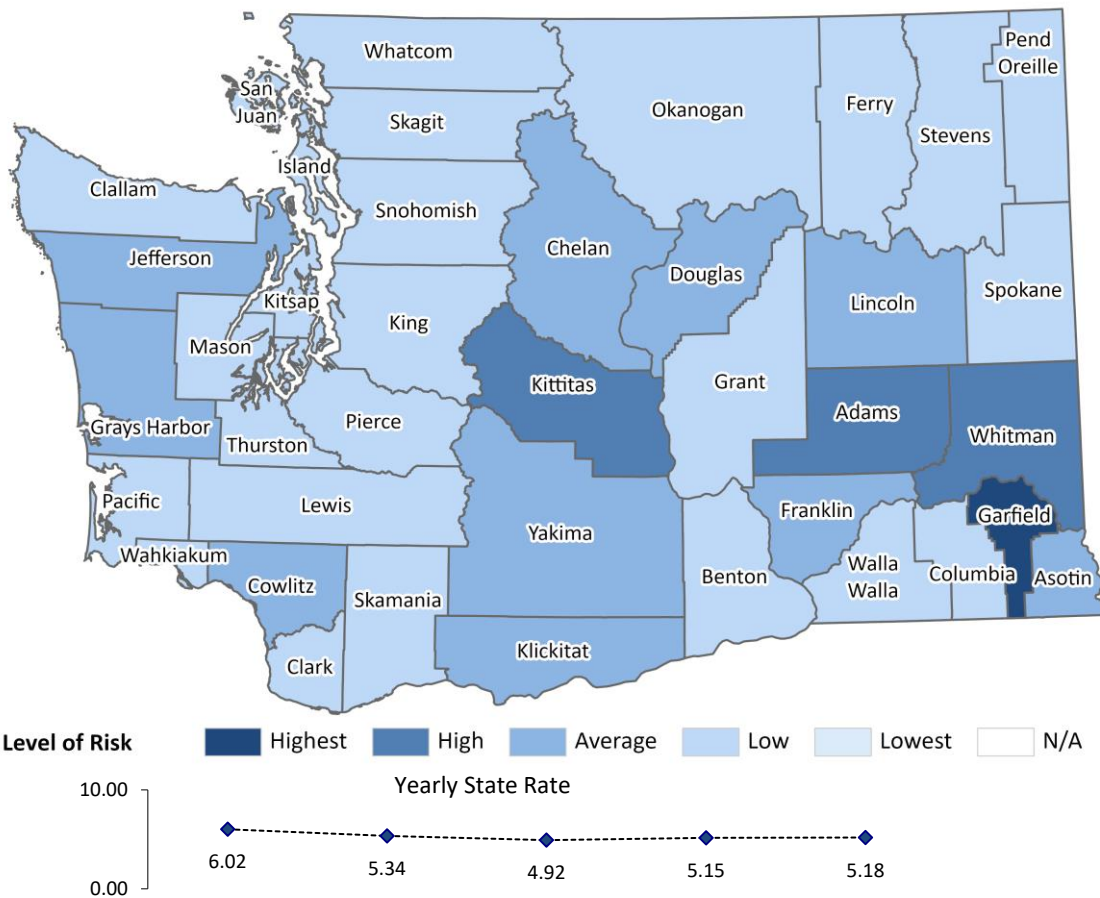 Whatcom
Pend
Oreille
San
Juan
Okanogan
Ferry
Skagit
Stevens
Island
Clallam
Snohomish
Chelan
Jefferson
Douglas
Lincoln
Spokane
Kitsap
King
Mason
Kittitas
Grant
Adams
Pierce
Whitman
Grays Harbor
Thurston
Pacific
Lewis
Franklin
Garfield
Yakima
Wahkiakum
Walla
Walla
Benton
Columbia
Asotin
Cowlitz
Skamania
Klickitat
Clark
Level of Risk Highest High Average Low Lowest N/A
Yearly State Rate
10.00
6.02 5.34 4.92 5.15 5.18
0.00